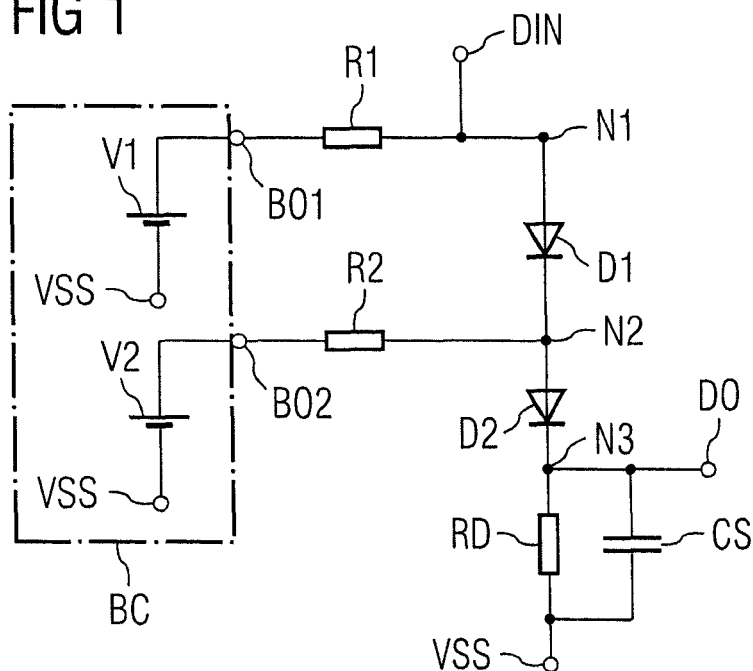 FIG 1
DIN
R1
N1
V1
BO1
D1
VSS
R2
N2
V2
BO2
D2
N3
DO
VSS
RD
CS
BC
VSS